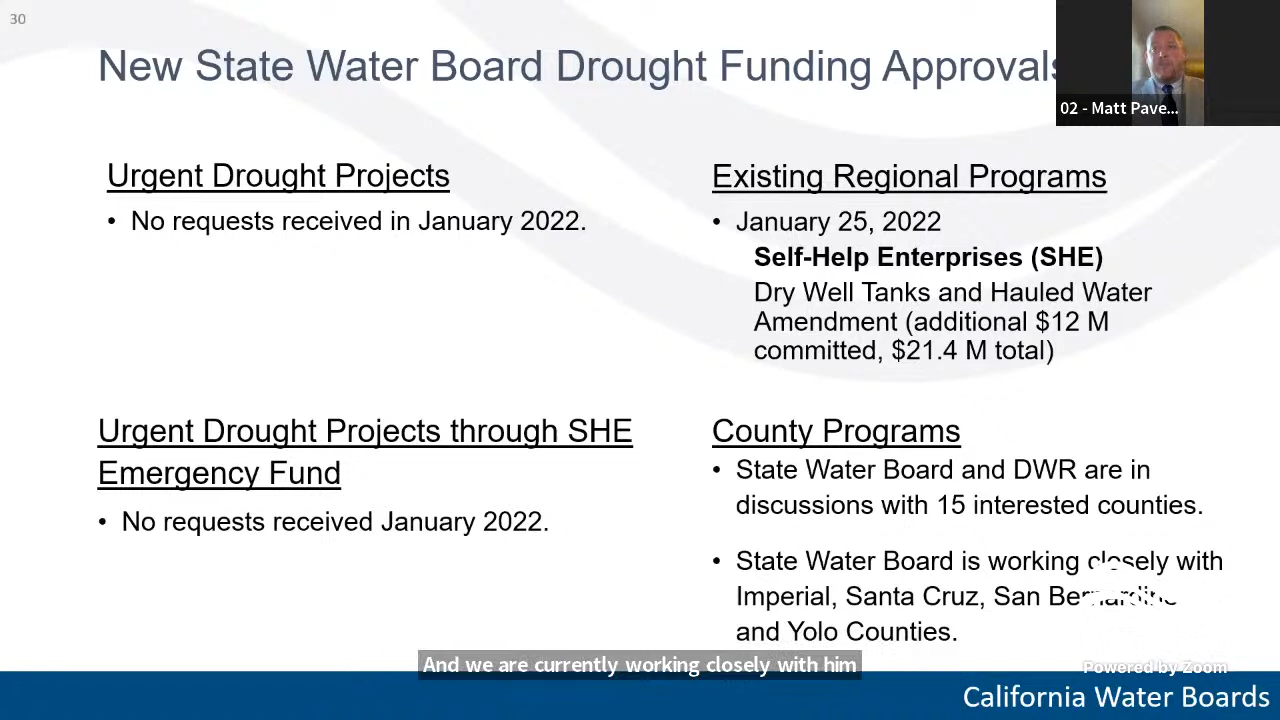 30
New State Water Board Drought Funding Approvals
02 - Matt Pave...
Urgent Drought Projects
• No requests received in January 2022.
Existing Regional Programs
• January 25, 2022
Self-Help Enterprises (SHE)
Dry Well Tanks and Hauled Water
Amendment (additional $12 M
committed, $21.4 M total)
Urgent Drought Projects through SHE
Emergency Fund
• No requests received January 2022.
County Programs
• State Water Board and DWR are in
discussions with 15 interested counties.
• State Water Board is working closely with
Imperial, Santa Cruz, San Bernardino
and Yolo Counties.
And we are currently working closely with him
Powered by Zoom
California Water Boards